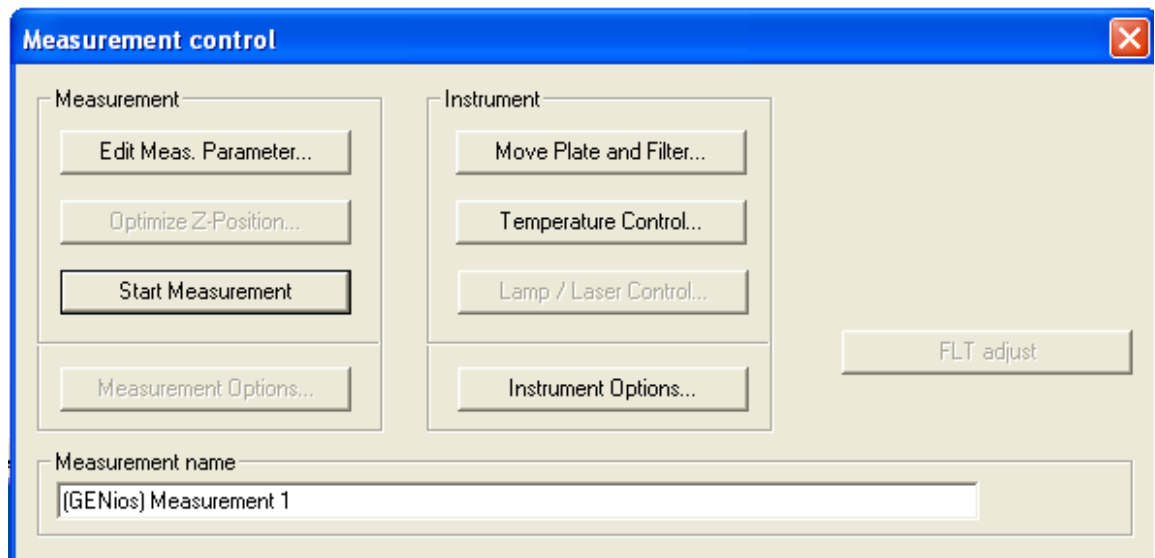 Measurement control
Measurement
Edit Meas. Parameter...
Optimize Z-Position...
Start Measurement
Measurement Options...
Instrument
Move Plate and Filter...
Temperature Control...
Lamp / Laser Control...
Instrument Options...
FLT adjust
Measurement name
(GENios) Measurement 1